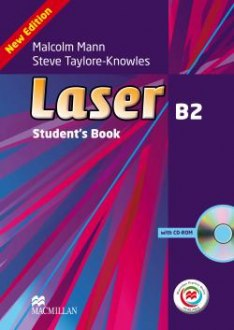 New Edition
Malcolm Mann
Steve Taylore-Knowles
Laser B2
Student's Book
with CD-ROM
MACMILLAN